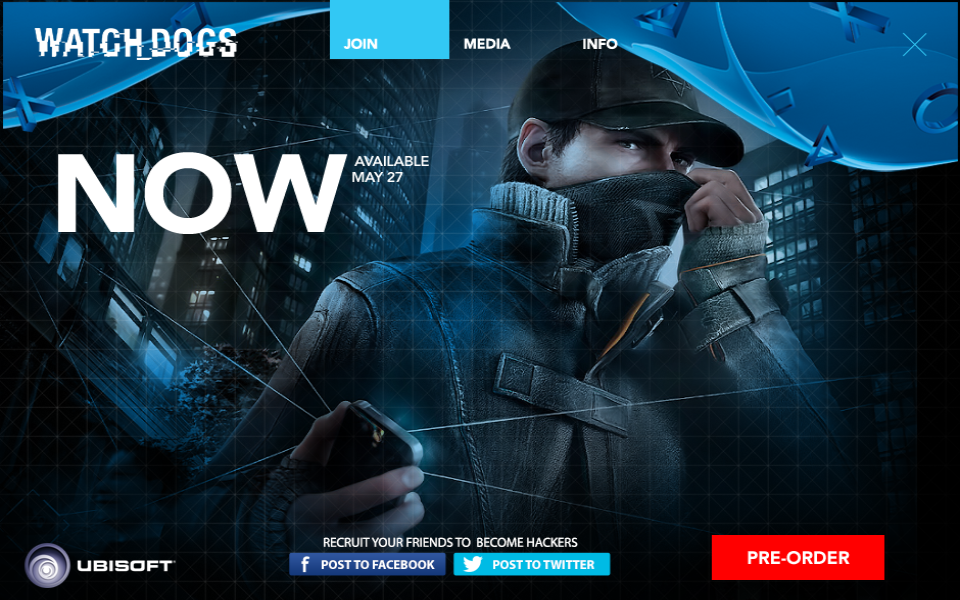 WATCH_DOGS
JOIN
MEDIA
INFO
NOW
AVAILABLE
MAY 27
RECRUIT YOUR FRIENDS TO BECOME HACKERS
f POST TO FACEBOOK
POST TO TWITTER
UBISOFT
PRE-ORDER